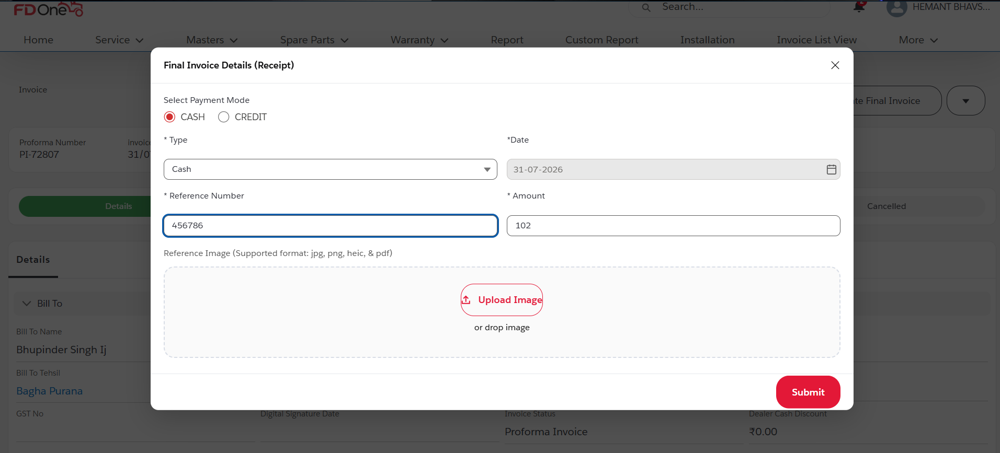 FDOne
Search...
2
HEMANT BHAVS...
Home
Service
Masters
Spare Parts
Warranty
Report
Custom Report
Installation
Invoice List View
More
Final Invoice Details (Receipt)
Invoice
Select Payment Mode
te Final Invoice
CASH
CREDIT
Proforma Number
invoice
* Type
*Date
PI-72807
31/07
Cash
31-07-2026
* Reference Number
* Amount
Details
Cancelled
456786
102
Reference Image (Supported format: jpg, png, heic, & pdf)
Details
Upload Image
Bill To
or drop image
Bill To Name
Bhupinder Singh Ij
Bill To Tehsil
Bagha Purana
Submit
GST No
Digital Signature Date
Invoice Status
Dealer Cash Discount
Proforma Invoice
₹0.00